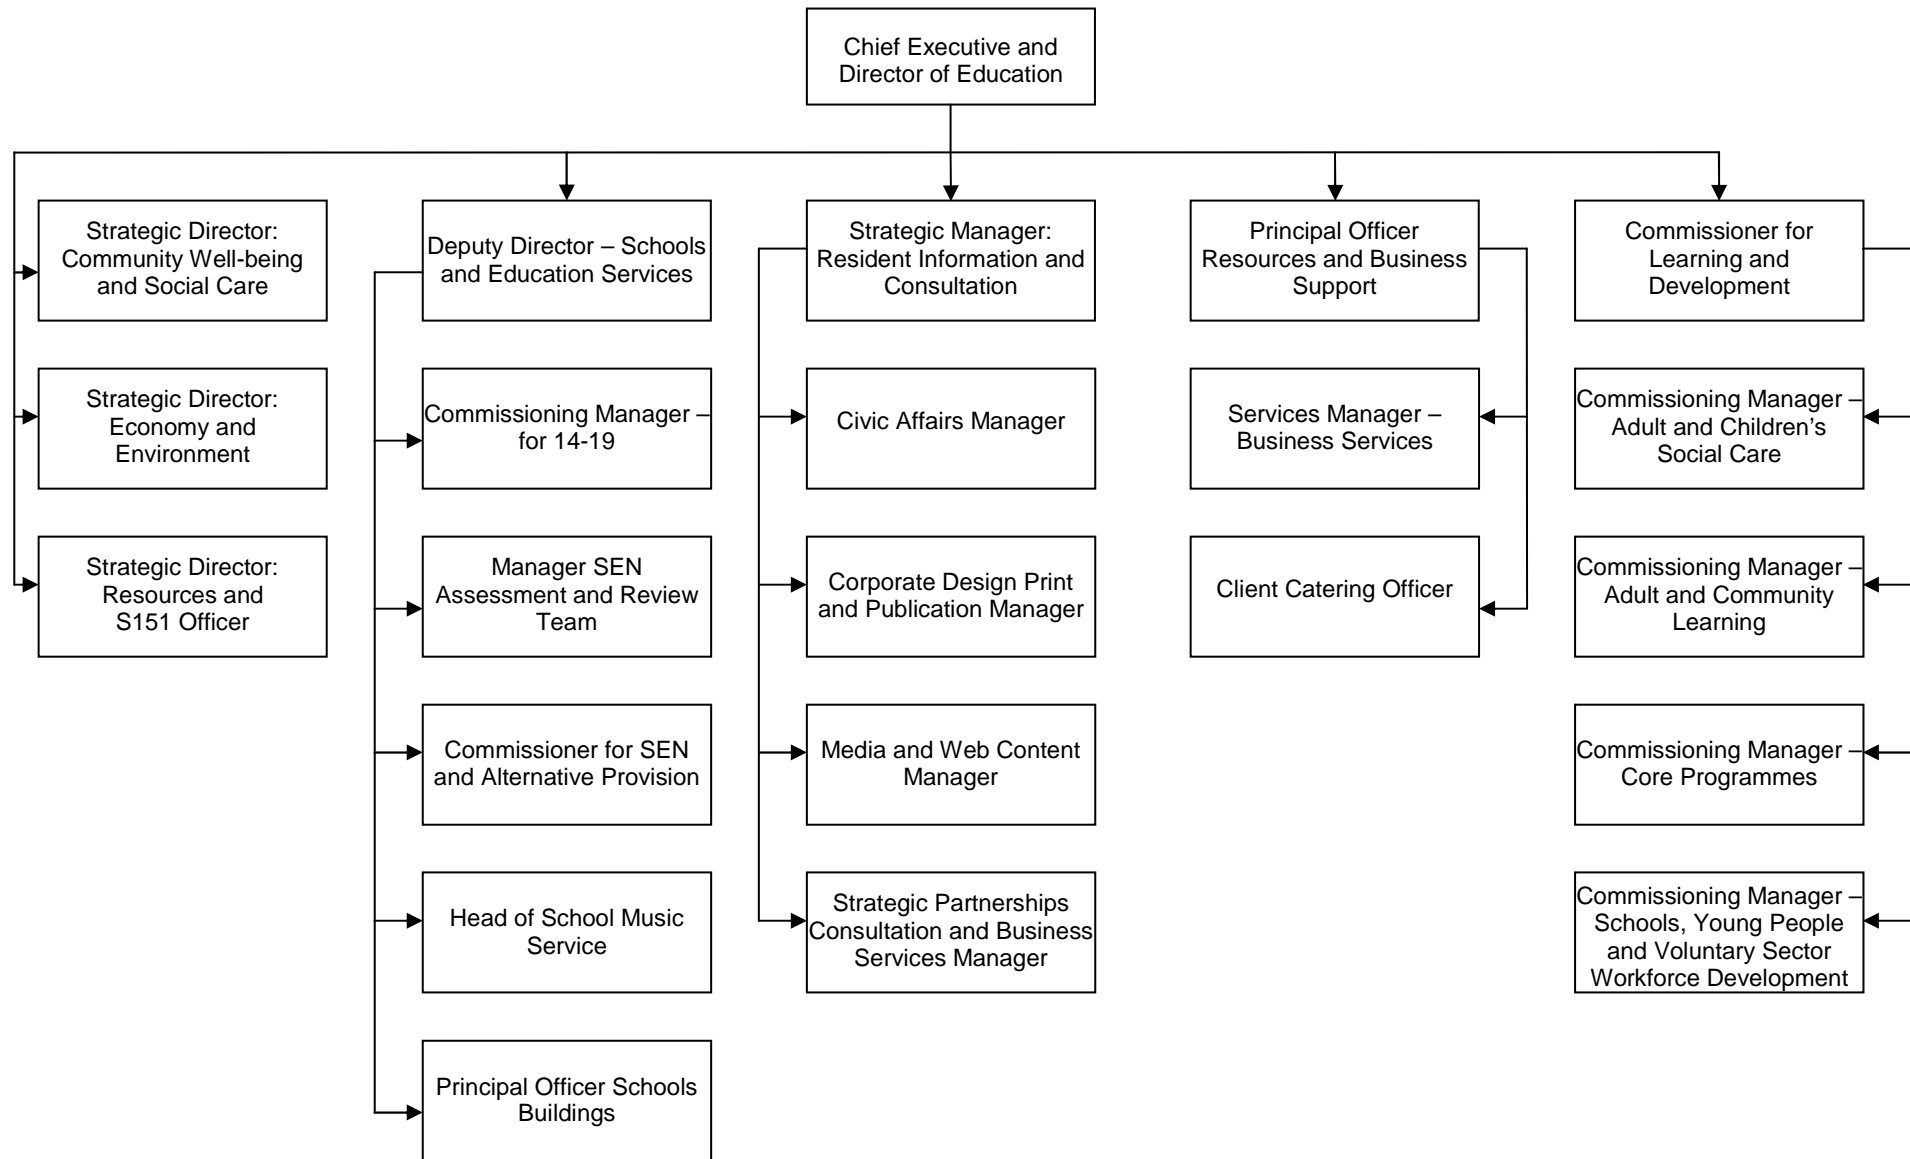 Chief Executive and
Director of Education
Strategic Director:
Community Well-being
and Social Care
Strategic Director:
Economy and
Environment
Strategic Director:
Resources and
S151 Officer
Deputy Director – Schools
and Education Services
Commissioning Manager –
for 14-19
Manager SEN
Assessment and Review
Team
Commissioner for SEN
and Alternative Provision
Head of School Music
Service
Principal Officer Schools
Buildings
Strategic Manager:
Resident Information and
Consultation
Civic Affairs Manager
Corporate Design Print
and Publication Manager
Media and Web Content
Manager
Strategic Partnerships
Consultation and Business
Services Manager
Principal Officer
Resources and Business
Support
Services Manager –
Business Services
Client Catering Officer
Commissioner for
Learning and
Development
Commissioning Manager –
Adult and Children’s
Social Care
Commissioning Manager –
Adult and Community
Learning
Commissioning Manager –
Core Programmes
Commissioning Manager –
Schools, Young People
and Voluntary Sector
Workforce Development